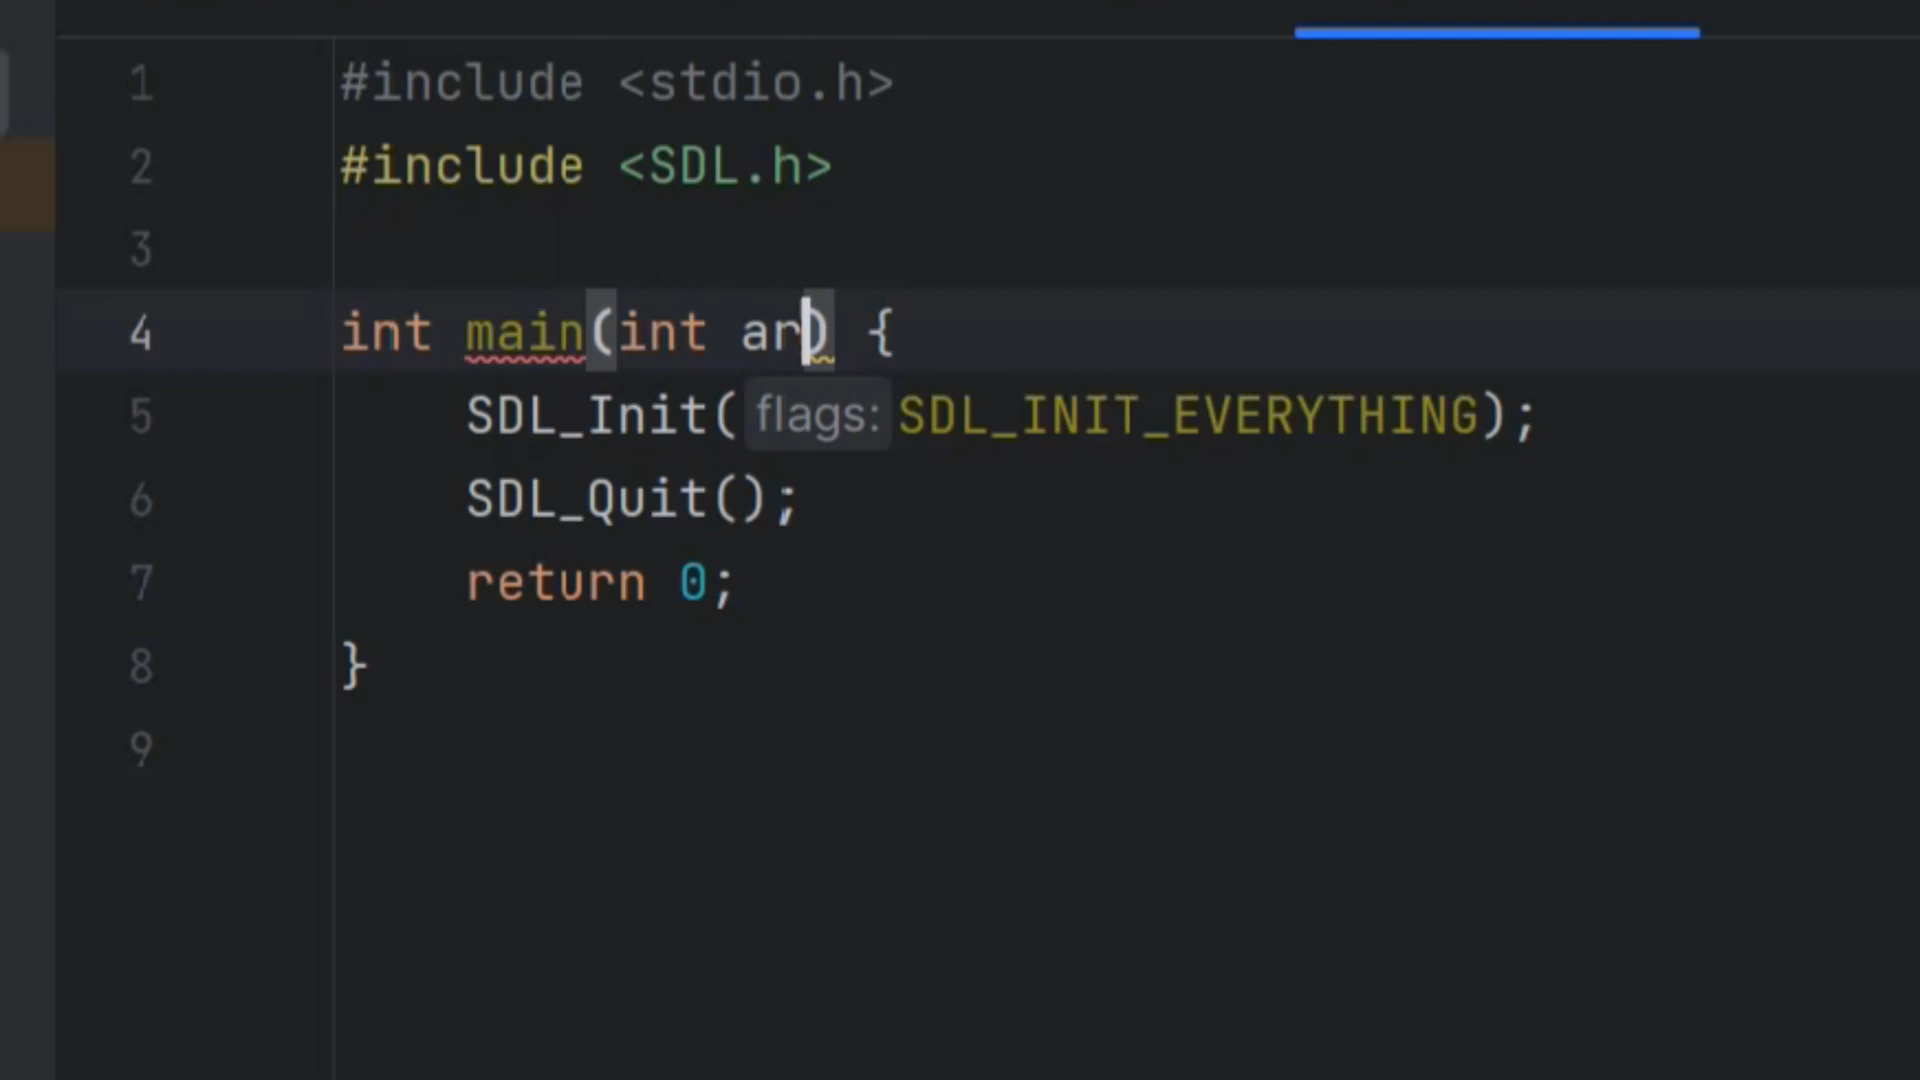 1 #include <stdio.h>
2 #include <SDL.h>
3
4 int main(int ar) {
5 SDL_Init( flags: SDL_INIT_EVERYTHING);
6 SDL_Quit();
7 return 0;
8 }
9